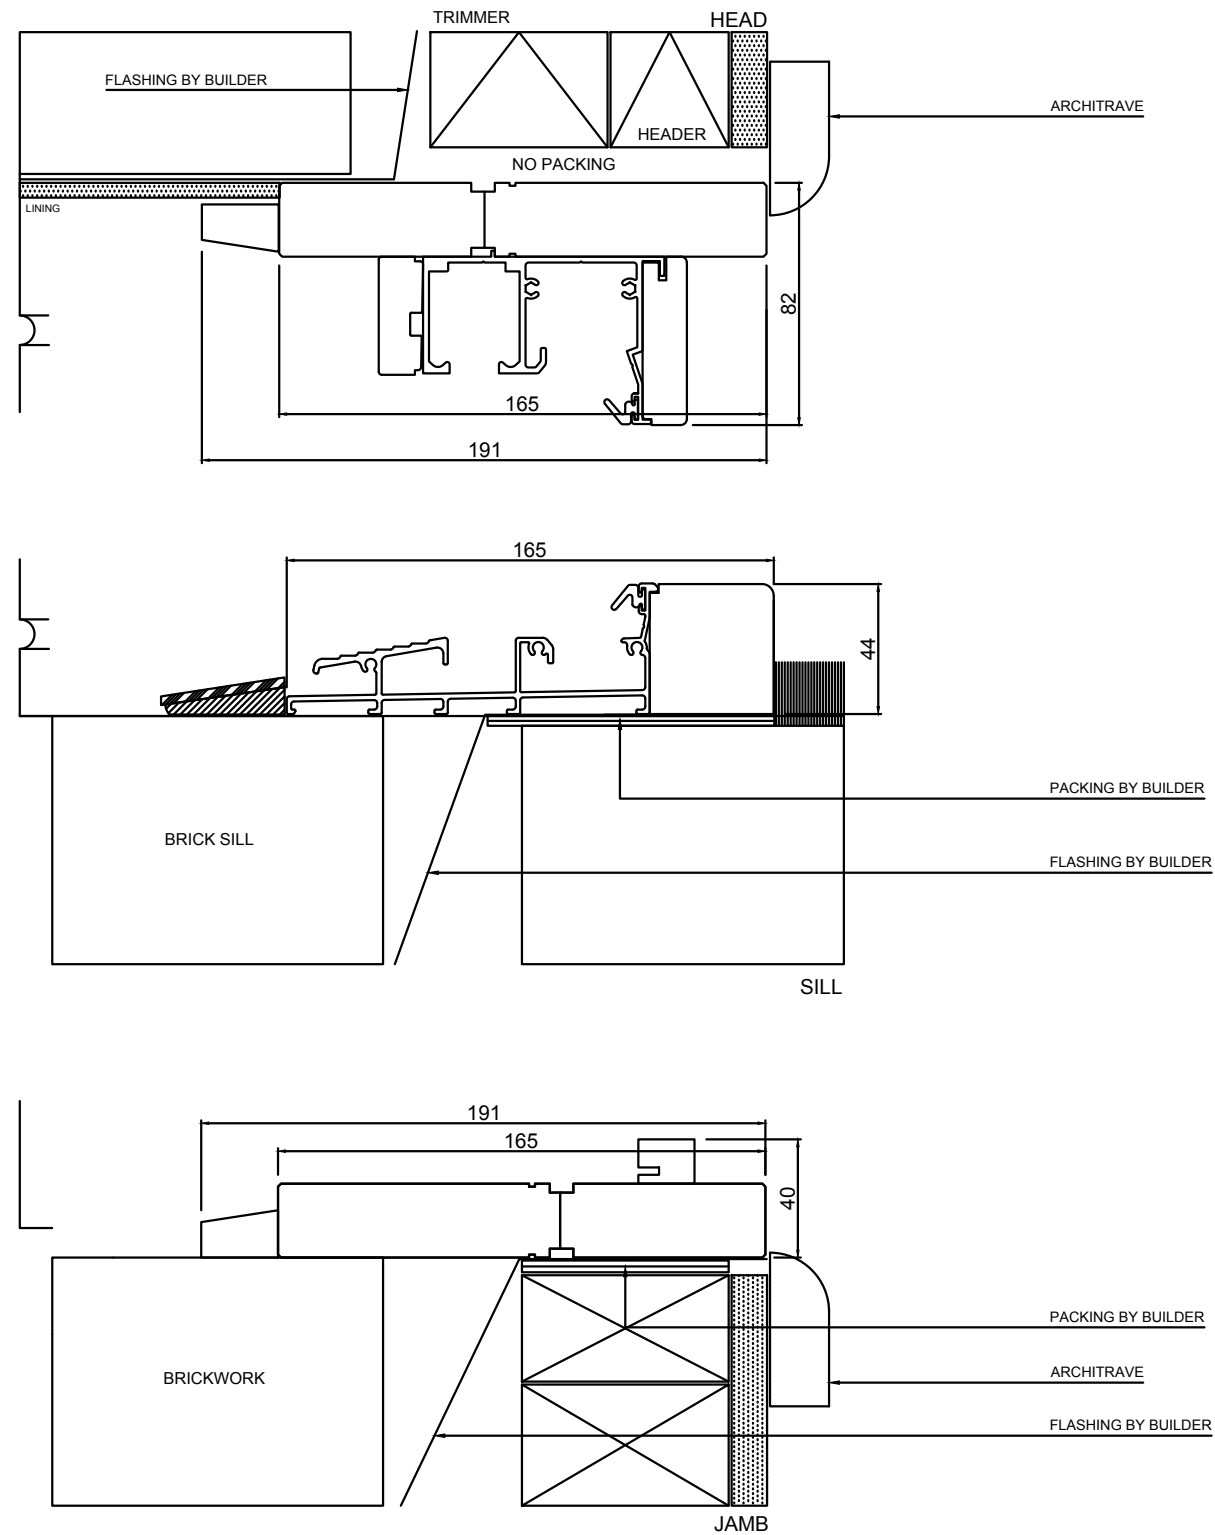 TRIMMER
HEAD
FLASHING BY BUILDER
ARCHITRAVE
HEADER
NO PACKING
LINING
82
165
191
165
44
PACKING BY BUILDER
BRICK SILL
FLASHING BY BUILDER
SILL
191
165
40
PACKING BY BUILDER
ARCHITRAVE
BRICKWORK
FLASHING BY BUILDER
JAMB